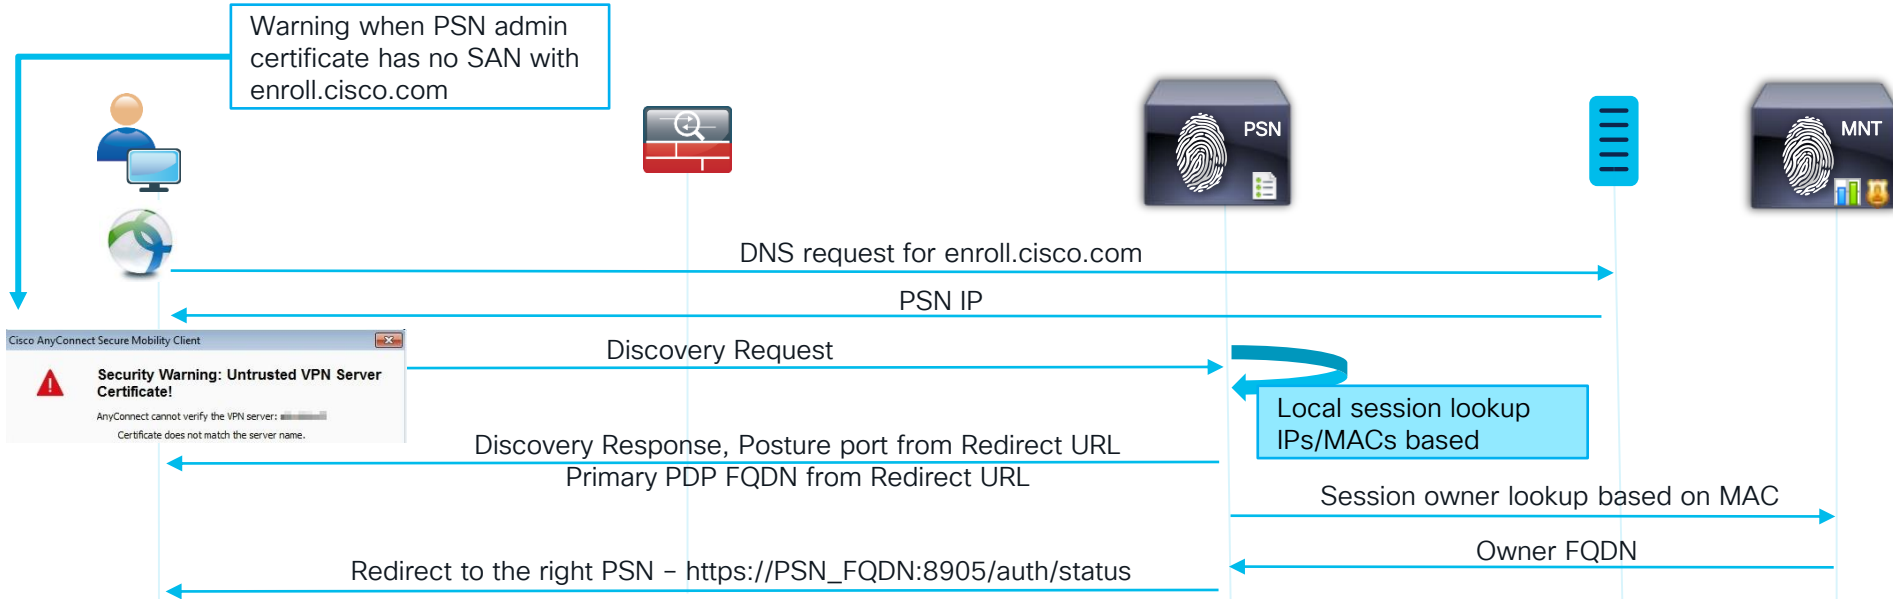 Warning when PSN admin
certificate has no SAN with
enroll.cisco.com
PSN
MNT
DNS request for enroll.cisco.com
PSN IP
Cisco AnyConnect Secure Mobility Client
Security Warning: Untrusted VPN Server
Certificate!
AnyConnect cannot verify the VPN server:
Certificate does not match the server name.
Discovery Request
Local session lookup
IPs/MACs based
Discovery Response, Posture port from Redirect URL
Primary PDP FQDN from Redirect URL
Session owner lookup based on MAC
Owner FQDN
Redirect to the right PSN – https://PSN_FQDN:8905/auth/status